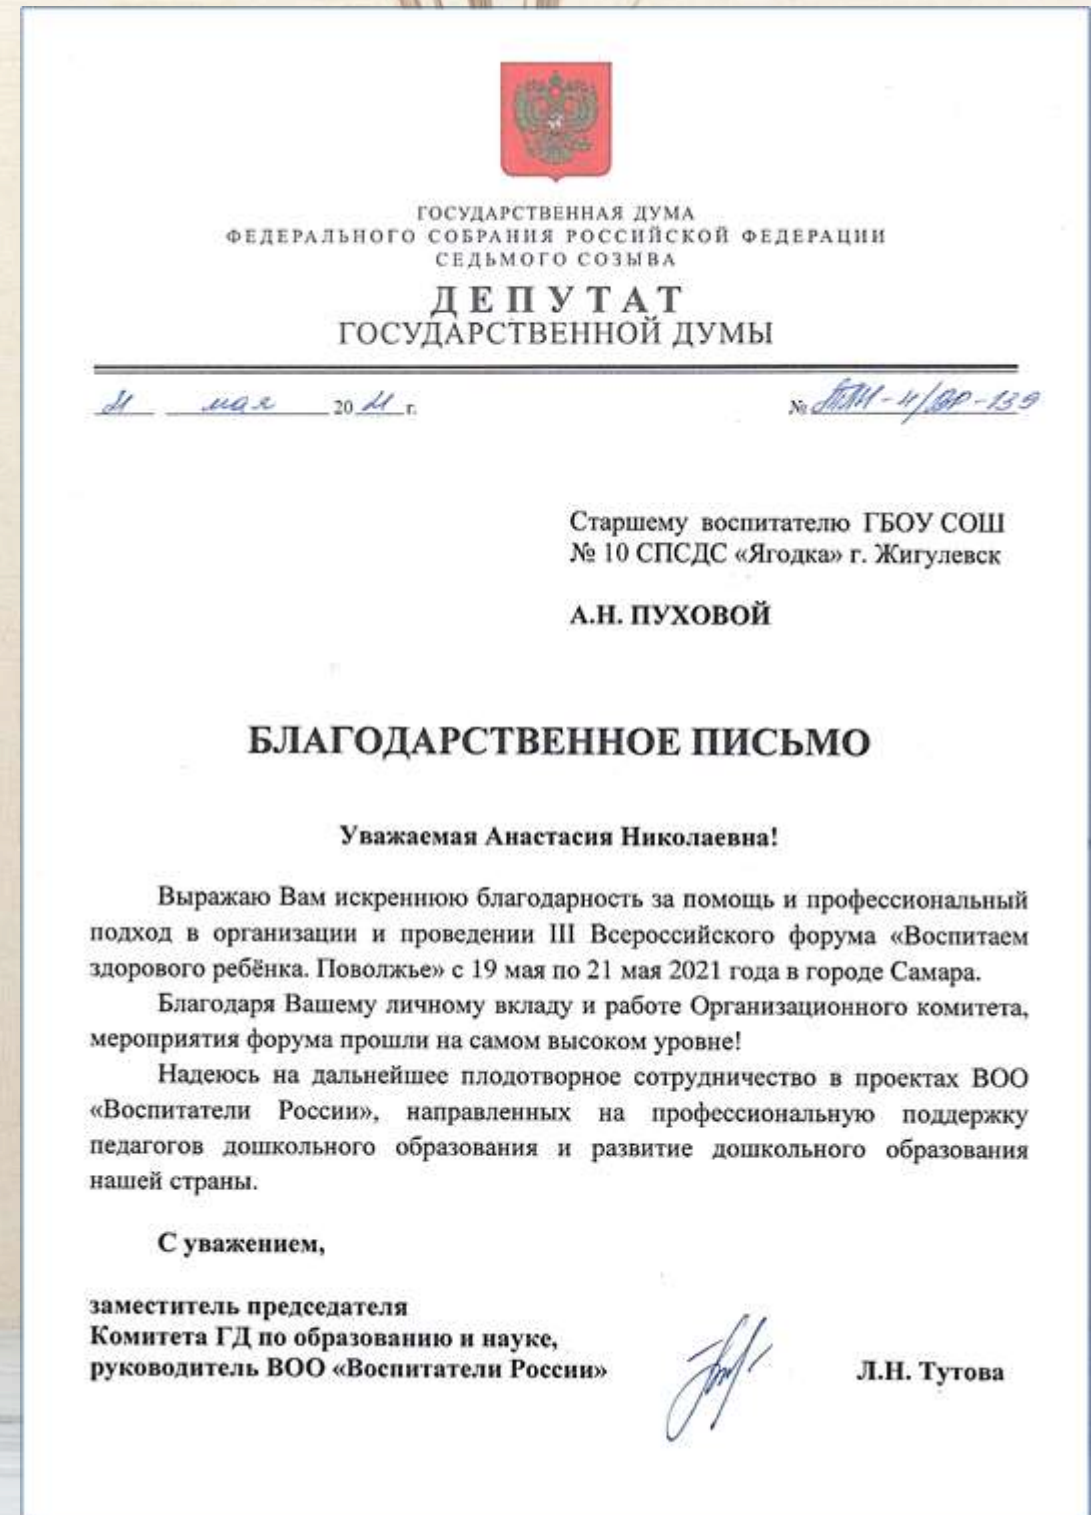 ГОСУДАРСТВЕННАЯ ДУМА
ФЕДЕРАЛЬНОГО СОБРАНИЯ РОССИЙСКОЙ ФЕДЕРАЦИИ
СЕДЬМОГО СОЗЫВА
ДЕПУТАТ
ГОСУДАРСТВЕННОЙ ДУМЫ
21 мая 2021 г. №
Старшему воспитателю ГБОУ СОШ
№ 10 СПСДС «Ягодка» г. Жигулевск
А.Н. ПУХОВОЙ
БЛАГОДАРСТВЕННОЕ ПИСЬМО
Уважаемая Анастасия Николаевна!
Выражаю Вам искреннюю благодарность за помощь и профессиональный
подход в организации и проведении III Всероссийского форума «Воспитаем
здорового ребёнка. Поволжье» с 19 мая по 21 мая 2021 года в городе Самара.
Благодаря Вашему личному вкладу и работе Организационного комитета,
мероприятия форума прошли на самом высоком уровне!
Надеюсь на дальнейшее плодотворное сотрудничество в проектах ВОО
«Воспитатели России», направленных на профессиональную поддержку
педагогов дошкольного образования и развитие дошкольного образования
нашей страны.
С уважением,
заместитель председателя
Комитета ГД по образованию и науке,
руководитель ВОО «Воспитатели России» Л.Н. Тутова